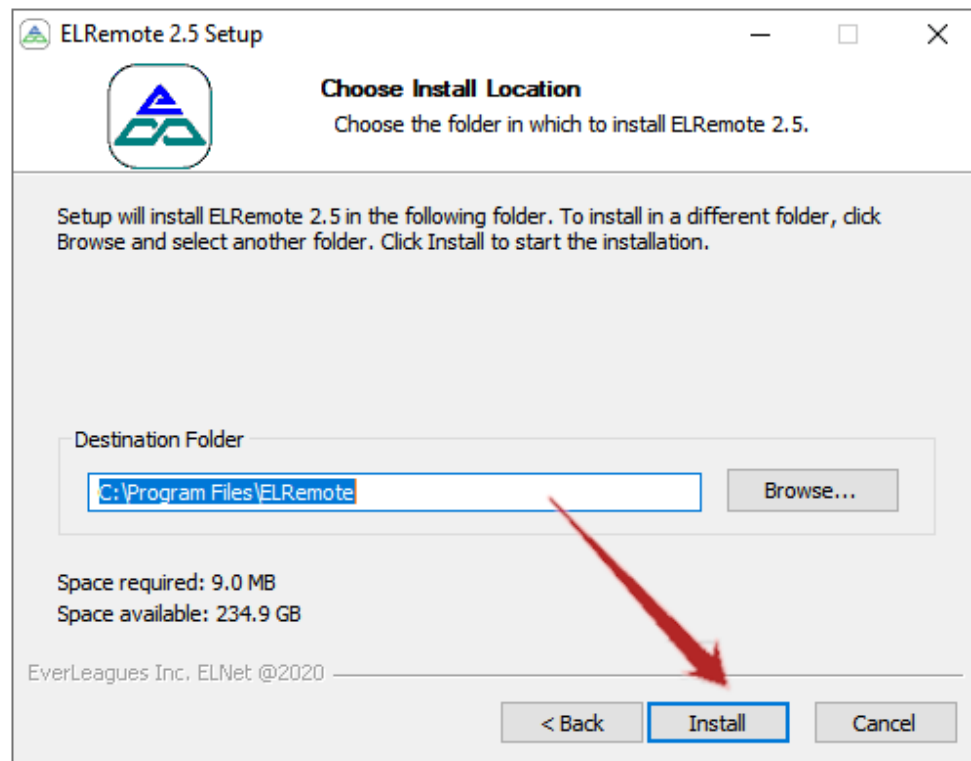 ELRemote 2.5 Setup
Choose Install Location
Choose the folder in which to install ELRemote 2.5.
Setup will install ELRemote 2.5 in the following folder. To install in a different folder, click
Browse and select another folder. Click Install to start the installation.
Destination Folder
C:\Program Files\ELRemote
Browse...
Space required: 9.0 MB
Space available: 234.9 GB
EverLeagues Inc. ELNet @2020
< Back Install Cancel